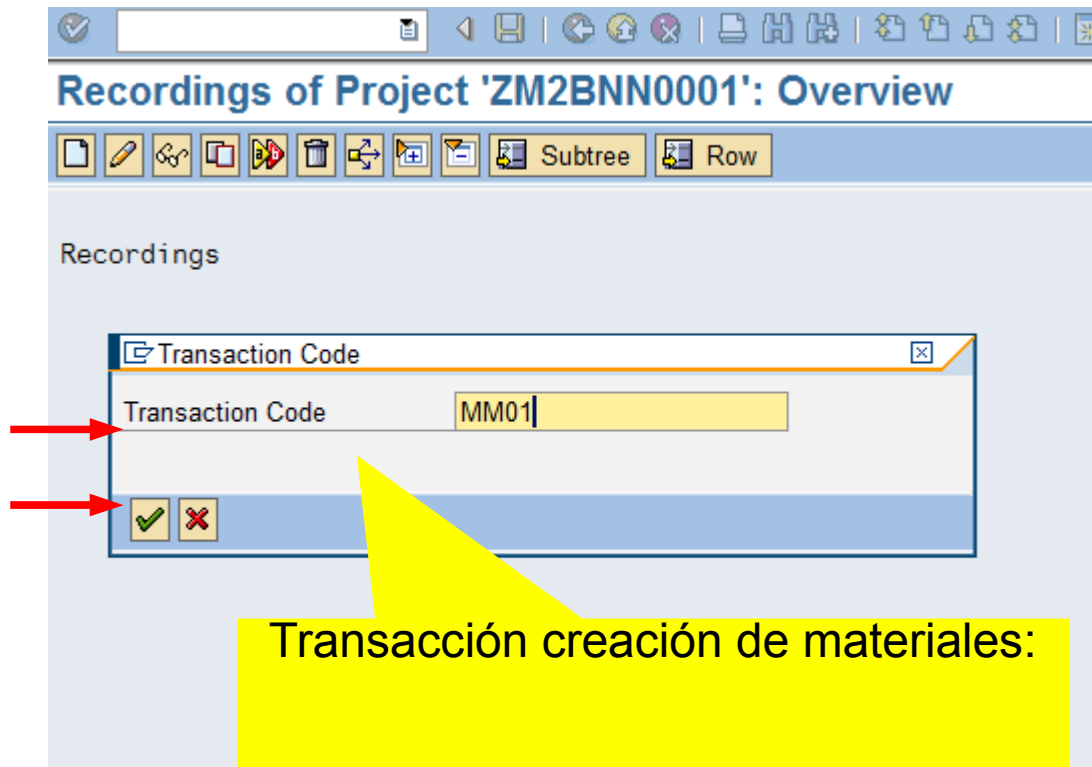 Recordings of Project 'ZM2BNN0001': Overview
Subtree Row
Recordings
Transaction Code
Transaction Code MM01
Transacción creación de materiales: